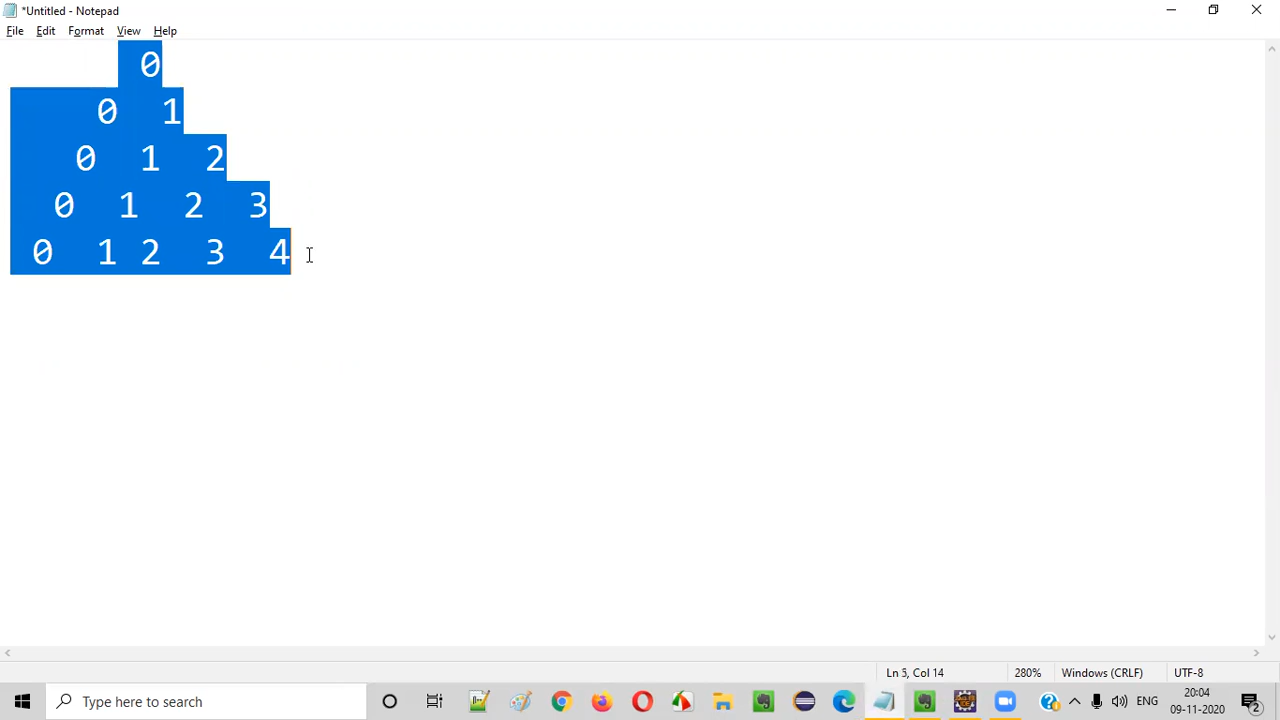 *Untitled - Notepad
File Edit Format View Help
0
0 1
0 1 2
0 1 2 3
0 1 2 3 4
Ln 5, Col 14 280% Windows (CRLF) UTF-8
Type here to search
ENG
20:04
09-11-2020
2